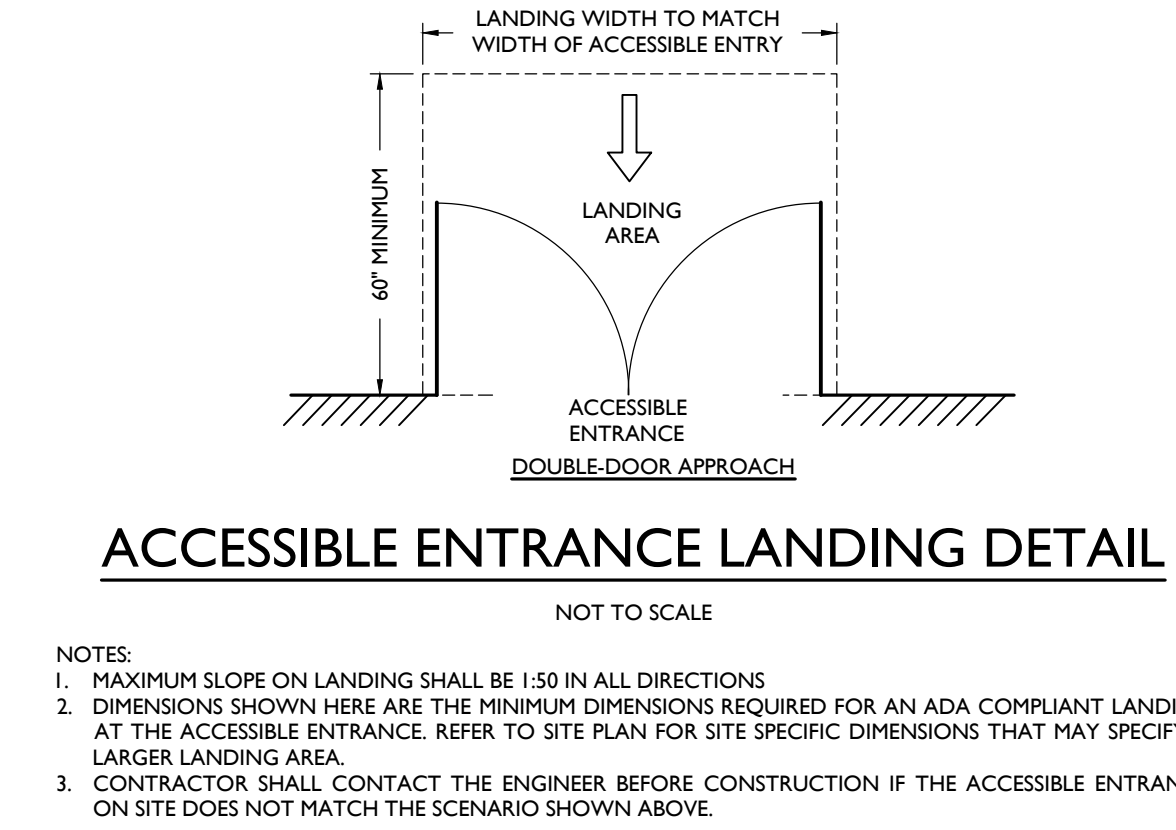 LANDING WIDTH TO MATCH
WIDTH OF ACCESSIBLE ENTRY
60" MINIMUM
LANDING
AREA
ACCESSIBLE
ENTRANCE
DOUBLE-DOOR APPROACH
ACCESSIBLE ENTRANCE LANDING DETAIL
NOT TO SCALE
NOTES:
1. MAXIMUM SLOPE ON LANDING SHALL BE 1:50 IN ALL DIRECTIONS
2. DIMENSIONS SHOWN HERE ARE THE MINIMUM DIMENSIONS REQUIRED FOR AN ADA COMPLIANT LANDI
AT THE ACCESSIBLE ENTRANCE. REFER TO SITE PLAN FOR SITE SPECIFIC DIMENSIONS THAT MAY SPECIFY
LARGER LANDING AREA.
3. CONTRACTOR SHALL CONTACT THE ENGINEER BEFORE CONSTRUCTION IF THE ACCESSIBLE ENTRAN
ON SITE DOES NOT MATCH THE SCENARIO SHOWN ABOVE.